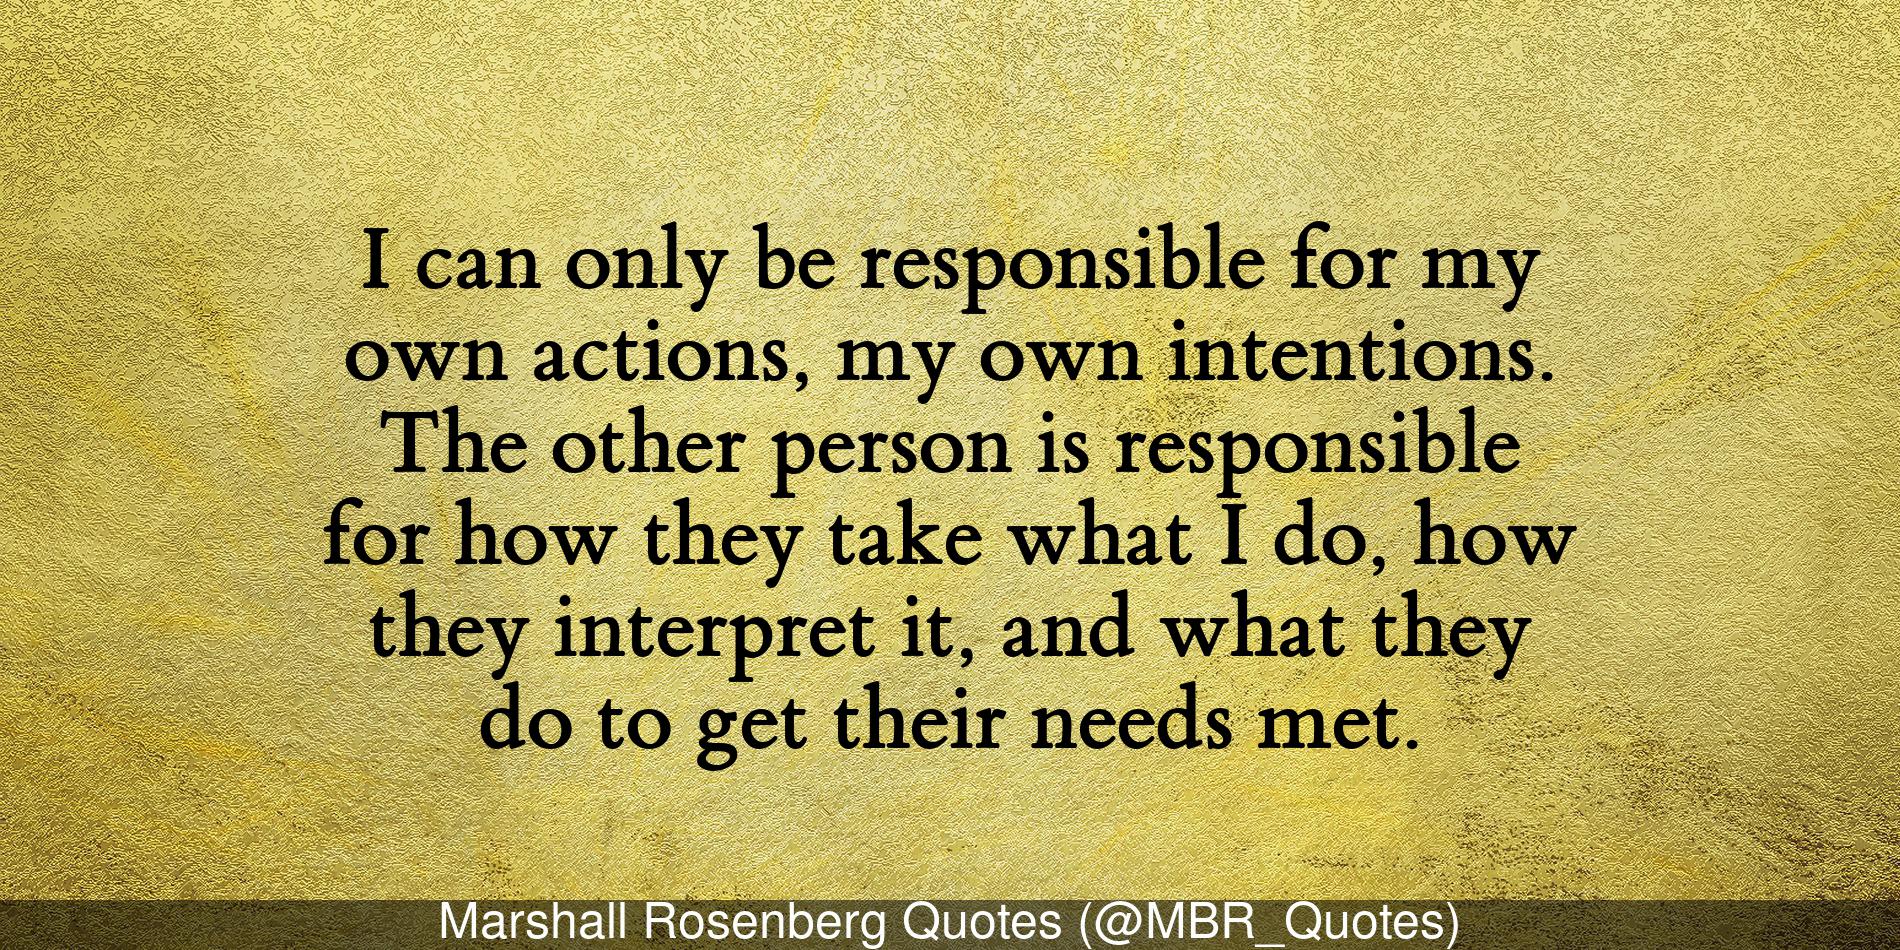 I can only be responsible for my
own actions, my own intentions.
The other person is responsible
for how they take what I do, how
they interpret it, and what they
do to get their needs met.
Marshall Rosenberg Quotes (@MBR_Quotes)